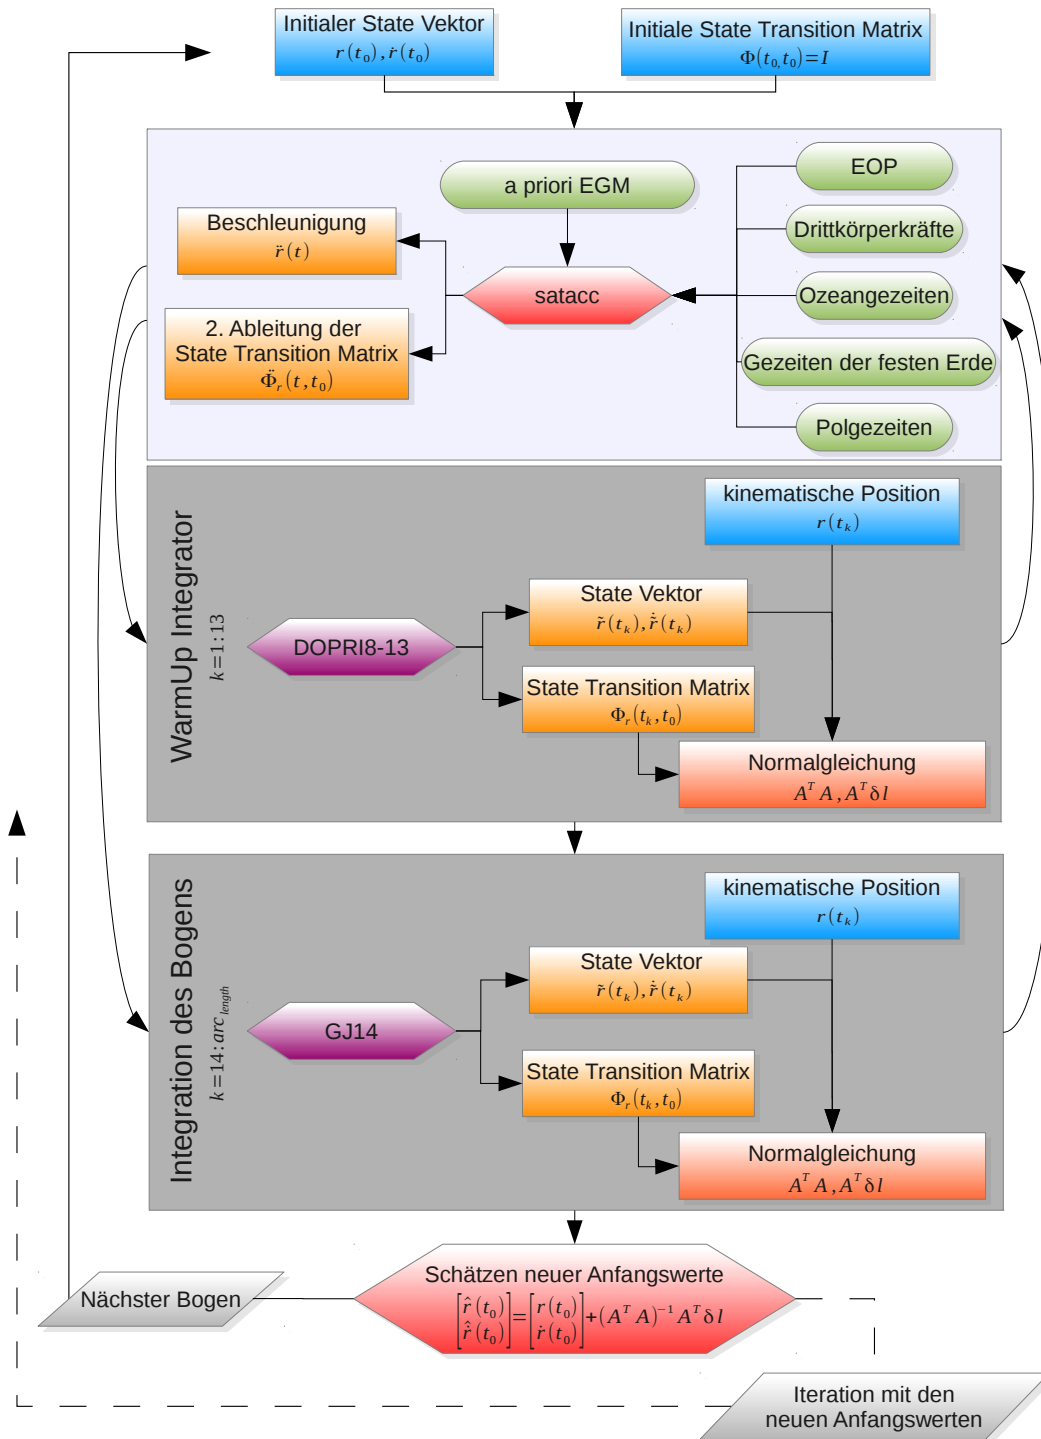 Initialer State Vektor
r(t₀), ṙ(t₀)
Initiale State Transition Matrix
Φ(t₀,t₀)=I
a priori EGM
EOP
Beschleunigung
r̈(t)
Drittkörperkräfte
satacc
Ozeangezeiten
2. Ableitung der
State Transition Matrix
Φ̈ᵣ(t,t₀)
Gezeiten der festen Erde
Polgezeiten
WarmUp Integrator
k=1:13
kinematische Position
r(tₖ)
DOPRI8-13
State Vektor
r̃(tₖ), ṙ̃(tₖ)
State Transition Matrix
Φᵣ(tₖ,t₀)
Normalgleichung
AᵀA, Aᵀδl
Integration des Bogens
k=14:arc_length
kinematische Position
r(tₖ)
GJ14
State Vektor
r̃(tₖ), ṙ̃(tₖ)
State Transition Matrix
Φᵣ(tₖ,t₀)
Normalgleichung
AᵀA, Aᵀδl
Nächster Bogen
Schätzen neuer Anfangswerte
[r̂(t₀)]=[r(t₀)]+(AᵀA)⁻¹Aᵀδl
[ṙ̂(t₀)] [ṙ(t₀)]
Iteration mit den
neuen Anfangswerten